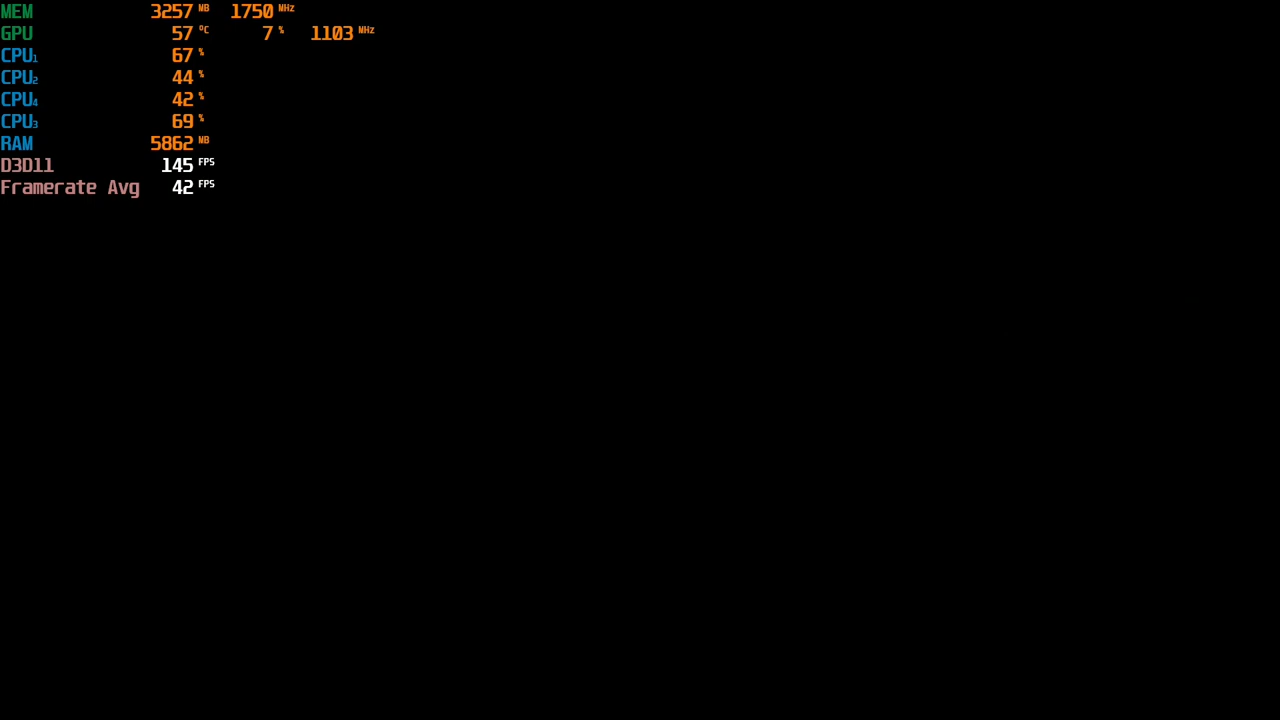 MEM 3257 MB 1750 MHz
GPU 57 °C 7 % 1103 MHz
CPU1 67 %
CPU2 44 %
CPU4 42 %
CPU3 69 %
RAM 5862 MB
D3D11 145 FPS
Framerate Avg 42 FPS